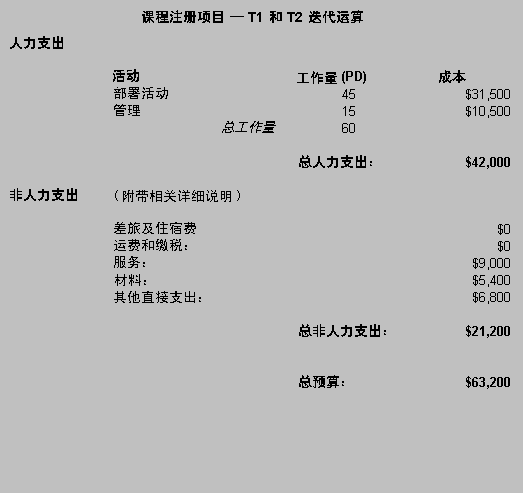 课程注册项目 — T1 和 T2 迭代运算
人力支出
活动 工作量 (PD) 成本
部署活动 45 $31,500
管理 15 $10,500
总工作量 60
总人力支出： $42,000
非人力支出 （附带相关详细说明）
差旅及住宿费 $0
运费和缴税： $0
服务： $9,000
材料： $5,400
其他直接支出： $6,800
总非人力支出： $21,200
总预算： $63,200